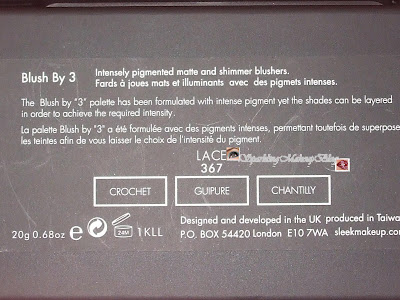 Blush By 3
Intensely pigmented matte and shimmer blushers.
Fards à joues mats et illuminants avec des pigmets intenses.
The Blush by "3" palette has been formulated with intense pigment yet the shades can be layered
in order to achieve the required intensity.
La palette Blush by "3" a été formulée avec des pigments intenses, permettant toutefois de superpose
les teintes afin de vous laisser le choix de l'intensité du pigment.
LACE
367
SparklingMakeupBlog
CROCHET GUIPURE CHANTILLY
20g 0.68oz e 24M 1KLL
Designed and developed in the UK produced in Taiwa
P.O. BOX 54420 London E10 7WA sleekmakeup.com